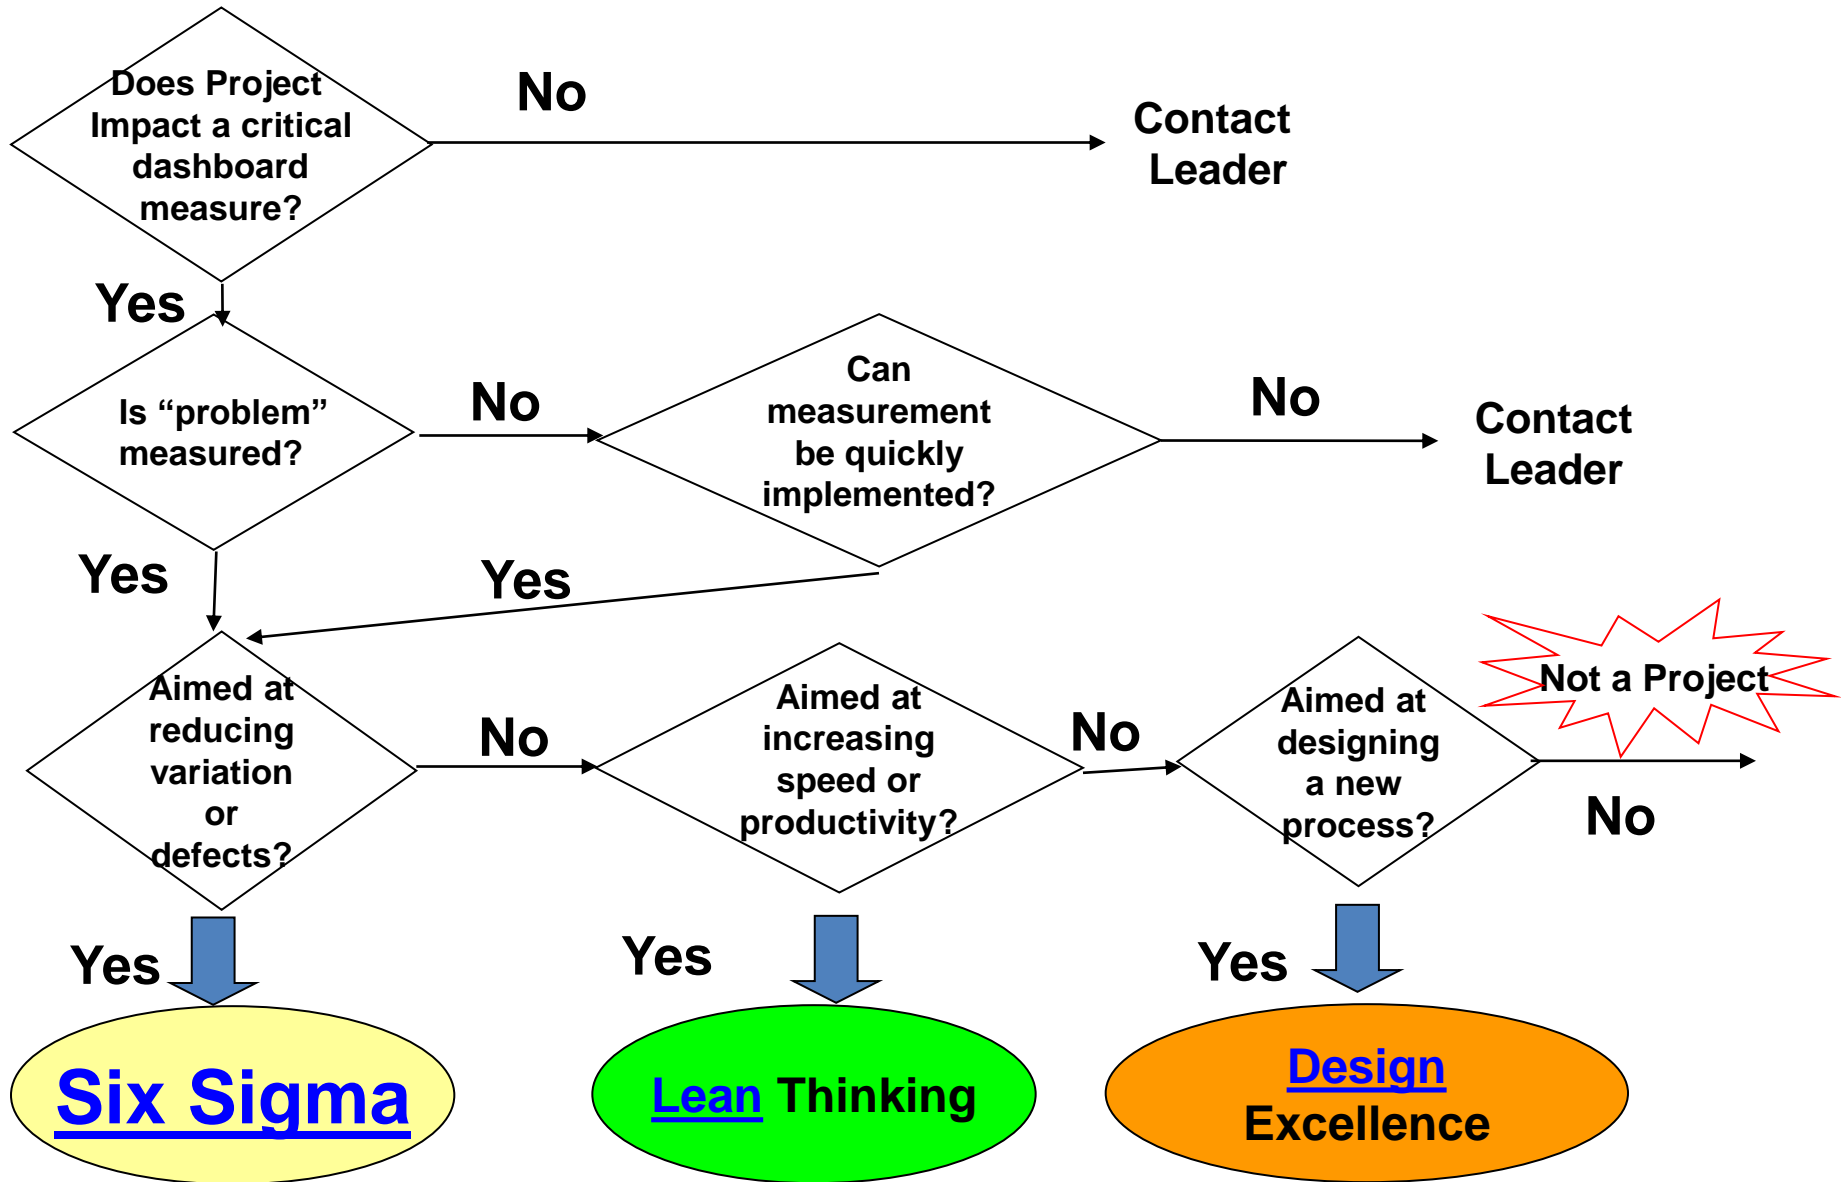 Does Project
Impact a critical
dashboard
measure?
No
Contact
Leader
Yes
Is “problem”
measured?
No
Can
measurement
be quickly
implemented?
No
Contact
Leader
Yes
Yes
Aimed at
reducing
variation
or
defects?
No
Aimed at
increasing
speed or
productivity?
No
Aimed at
designing
a new
process?
Not a Project
No
Yes
Yes
Yes
Six Sigma
Lean Thinking
Design
Excellence